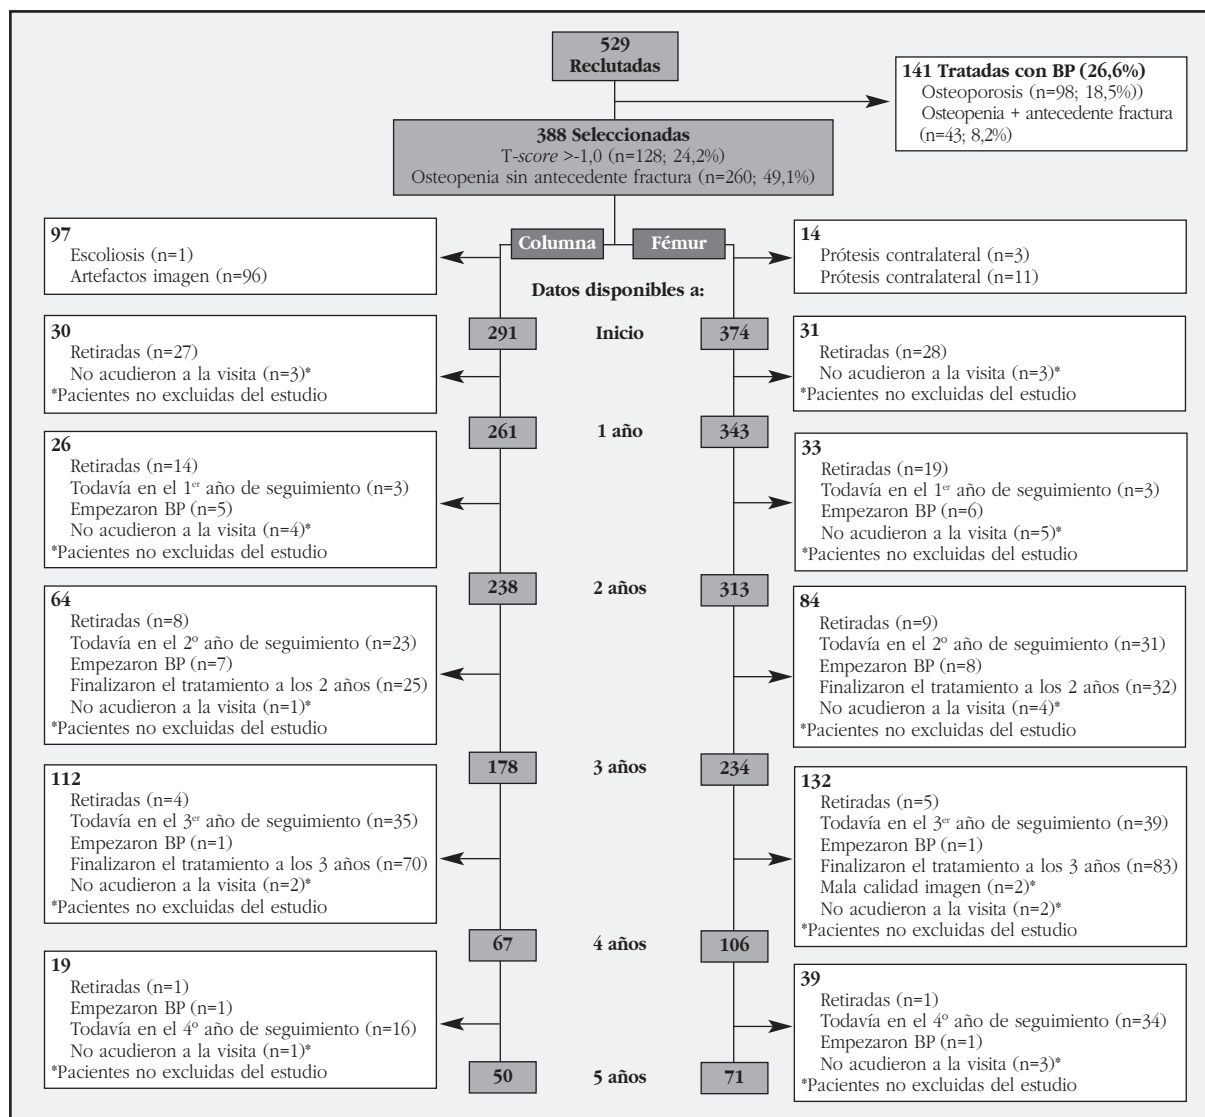 529
Reclutadas
141 Tratadas con BP (26,6%)
Osteoporosis (n=98; 18,5%))
Osteopenia + antecedente fractura
(n=43; 8,2%)
388 Seleccionadas
T-score >-1,0 (n=128; 24,2%)
Osteopenia sin antecedente fractura (n=260; 49,1%)
Columna
Fémur
97
Escoliosis (n=1)
Artefactos imagen (n=96)
14
Prótesis contralateral (n=3)
Prótesis contralateral (n=11)
Datos disponibles a:
291
Inicio
374
30
Retiradas (n=27)
No acudieron a la visita (n=3)*
*Pacientes no excluidas del estudio
31
Retiradas (n=28)
No acudieron a la visita (n=3)*
*Pacientes no excluidas del estudio
261
1 año
343
26
Retiradas (n=14)
Todavía en el 1er año de seguimiento (n=3)
Empezaron BP (n=5)
No acudieron a la visita (n=4)*
*Pacientes no excluidas del estudio
33
Retiradas (n=19)
Todavía en el 1er año de seguimiento (n=3)
Empezaron BP (n=6)
No acudieron a la visita (n=5)*
*Pacientes no excluidas del estudio
238
2 años
313
64
Retiradas (n=8)
Todavía en el 2º año de seguimiento (n=23)
Empezaron BP (n=7)
Finalizaron el tratamiento a los 2 años (n=25)
No acudieron a la visita (n=1)*
*Pacientes no excluidas del estudio
84
Retiradas (n=9)
Todavía en el 2º año de seguimiento (n=31)
Empezaron BP (n=8)
Finalizaron el tratamiento a los 2 años (n=32)
No acudieron a la visita (n=4)*
*Pacientes no excluidas del estudio
178
3 años
234
112
Retiradas (n=4)
Todavía en el 3er año de seguimiento (n=35)
Empezaron BP (n=1)
Finalizaron el tratamiento a los 3 años (n=70)
No acudieron a la visita (n=2)*
*Pacientes no excluidas del estudio
132
Retiradas (n=5)
Todavía en el 3er año de seguimiento (n=39)
Empezaron BP (n=1)
Finalizaron el tratamiento a los 3 años (n=83)
Mala calidad imagen (n=2)*
No acudieron a la visita (n=2)*
*Pacientes no excluidas del estudio
67
4 años
106
19
Retiradas (n=1)
Empezaron BP (n=1)
Todavía en el 4º año de seguimiento (n=16)
No acudieron a la visita (n=1)*
*Pacientes no excluidas del estudio
39
Retiradas (n=1)
Todavía en el 4º año de seguimiento (n=34)
Empezaron BP (n=1)
No acudieron a la visita (n=3)*
*Pacientes no excluidas del estudio
50
5 años
71